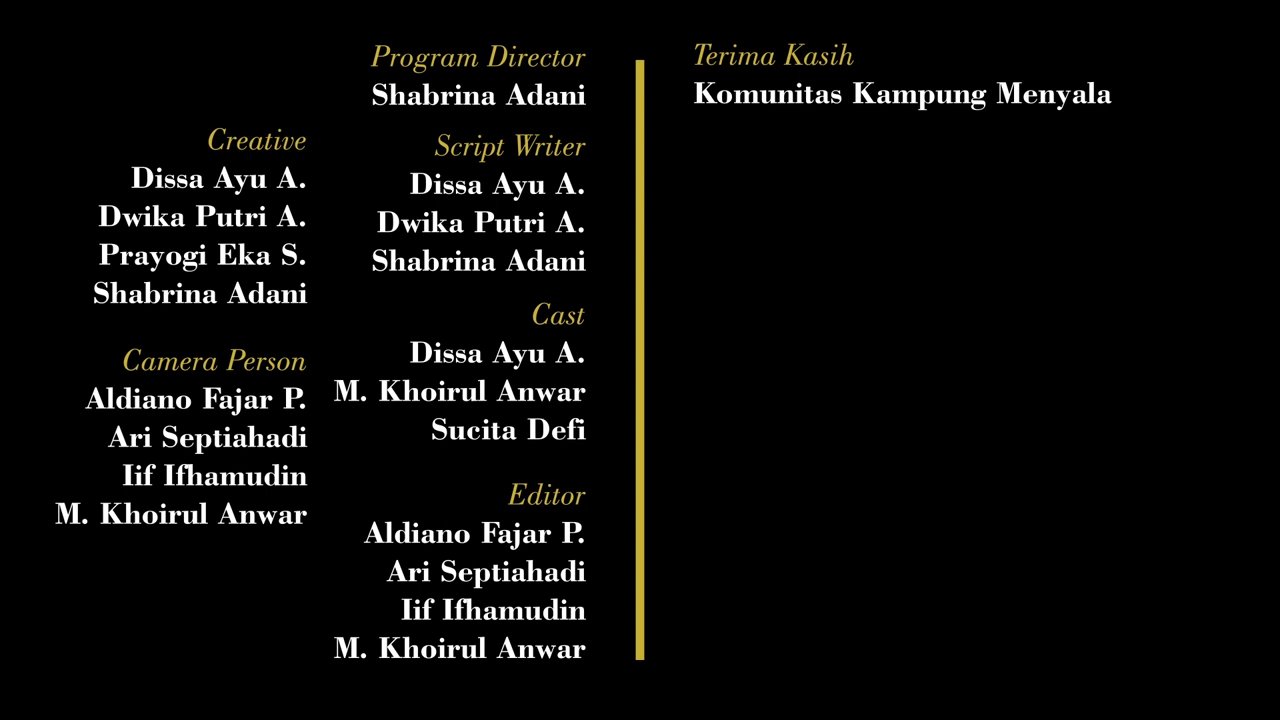 Creative
Dissa Ayu A.
Dwika Putri A.
Prayogi Eka S.
Shabrina Adani
Camera Person
Aldiano Fajar P.
Ari Septiahadi
Iif Ifhamudin
M. Khoirul Anwar
Program Director
Shabrina Adani
Script Writer
Dissa Ayu A.
Dwika Putri A.
Shabrina Adani
Cast
Dissa Ayu A.
M. Khoirul Anwar
Sucita Defi
Editor
Aldiano Fajar P.
Ari Septiahadi
Iif Ifhamudin
M. Khoirul Anwar
Terima Kasih
Komunitas Kampung Menyala